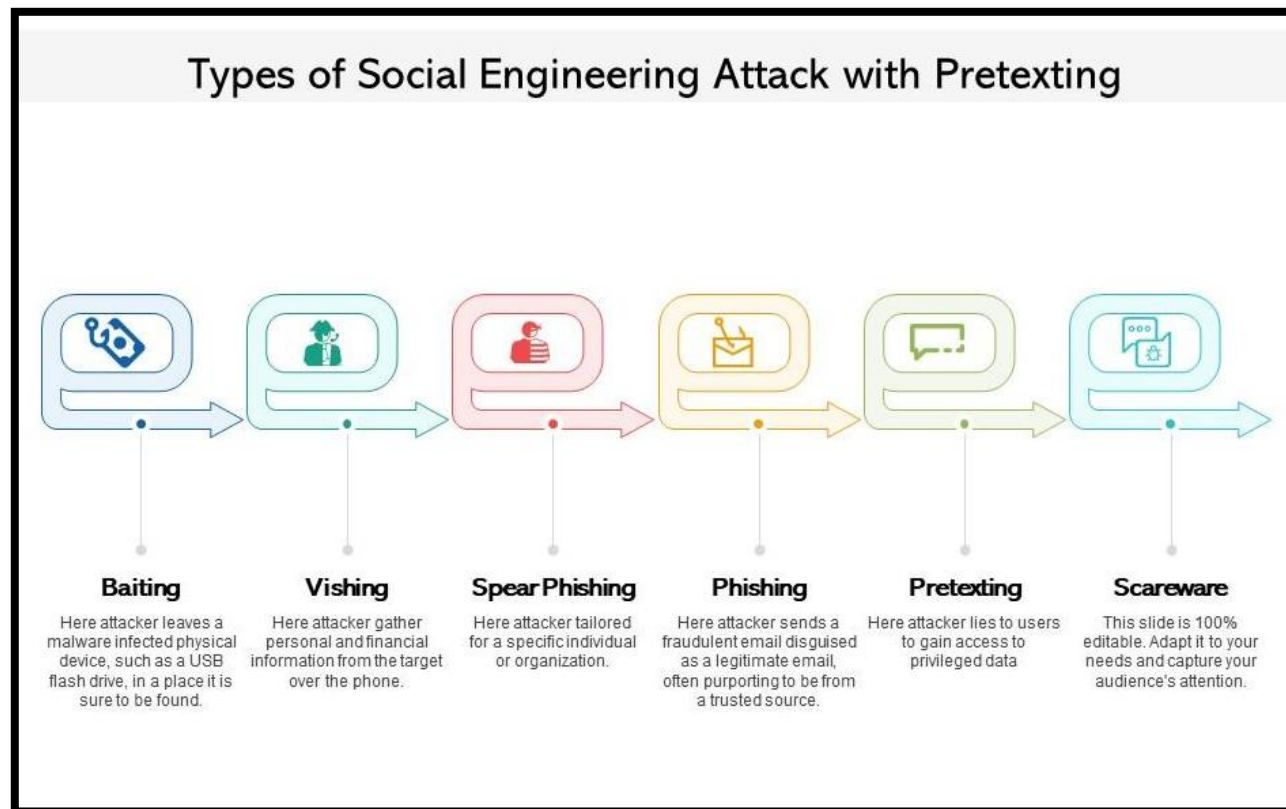 Types of Social Engineering Attack with Pretexting
Baiting
Here attacker leaves a
malware infected physical
device, such as a USB
flash drive, in a place it is
sure to be found.
Vishing
Here attacker gather
personal and financial
information from the target
over the phone.
Spear Phishing
Here attacker tailored
for a specific individual
or organization.
Phishing
Here attacker sends a
fraudulent email disguised
as a legitimate email,
often purporting to be from
a trusted source.
Pretexting
Here attacker lies to users
to gain access to
privileged data
Scareware
This slide is 100%
editable. Adapt it to your
needs and capture your
audience's attention.